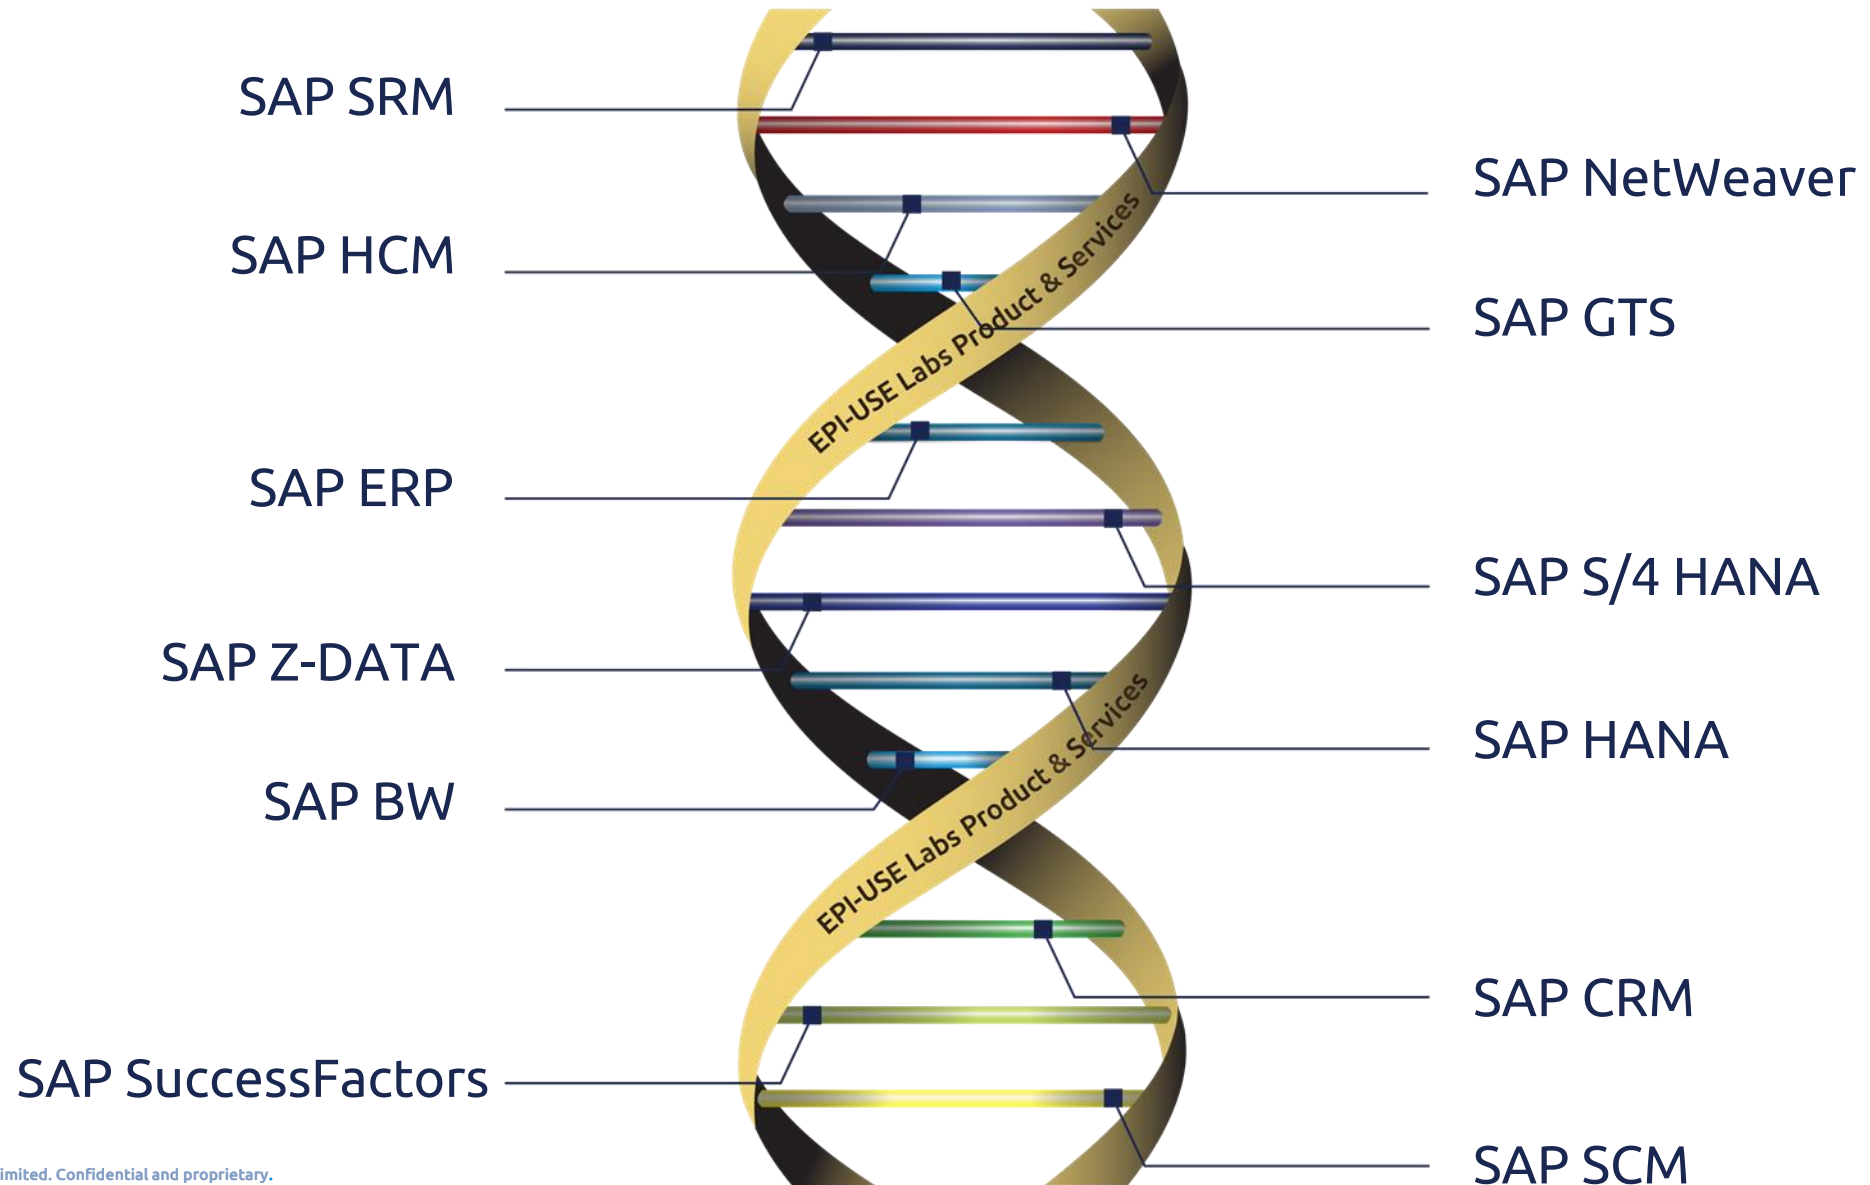 SAP SRM
SAP NetWeaver
SAP HCM
SAP GTS
EPI-USE Labs Product & Services
SAP ERP
SAP S/4 HANA
SAP Z-DATA
SAP HANA
SAP BW
EPI-USE Labs Product & Services
SAP CRM
SAP SuccessFactors
SAP SCM
imited. Confidential and proprietary.